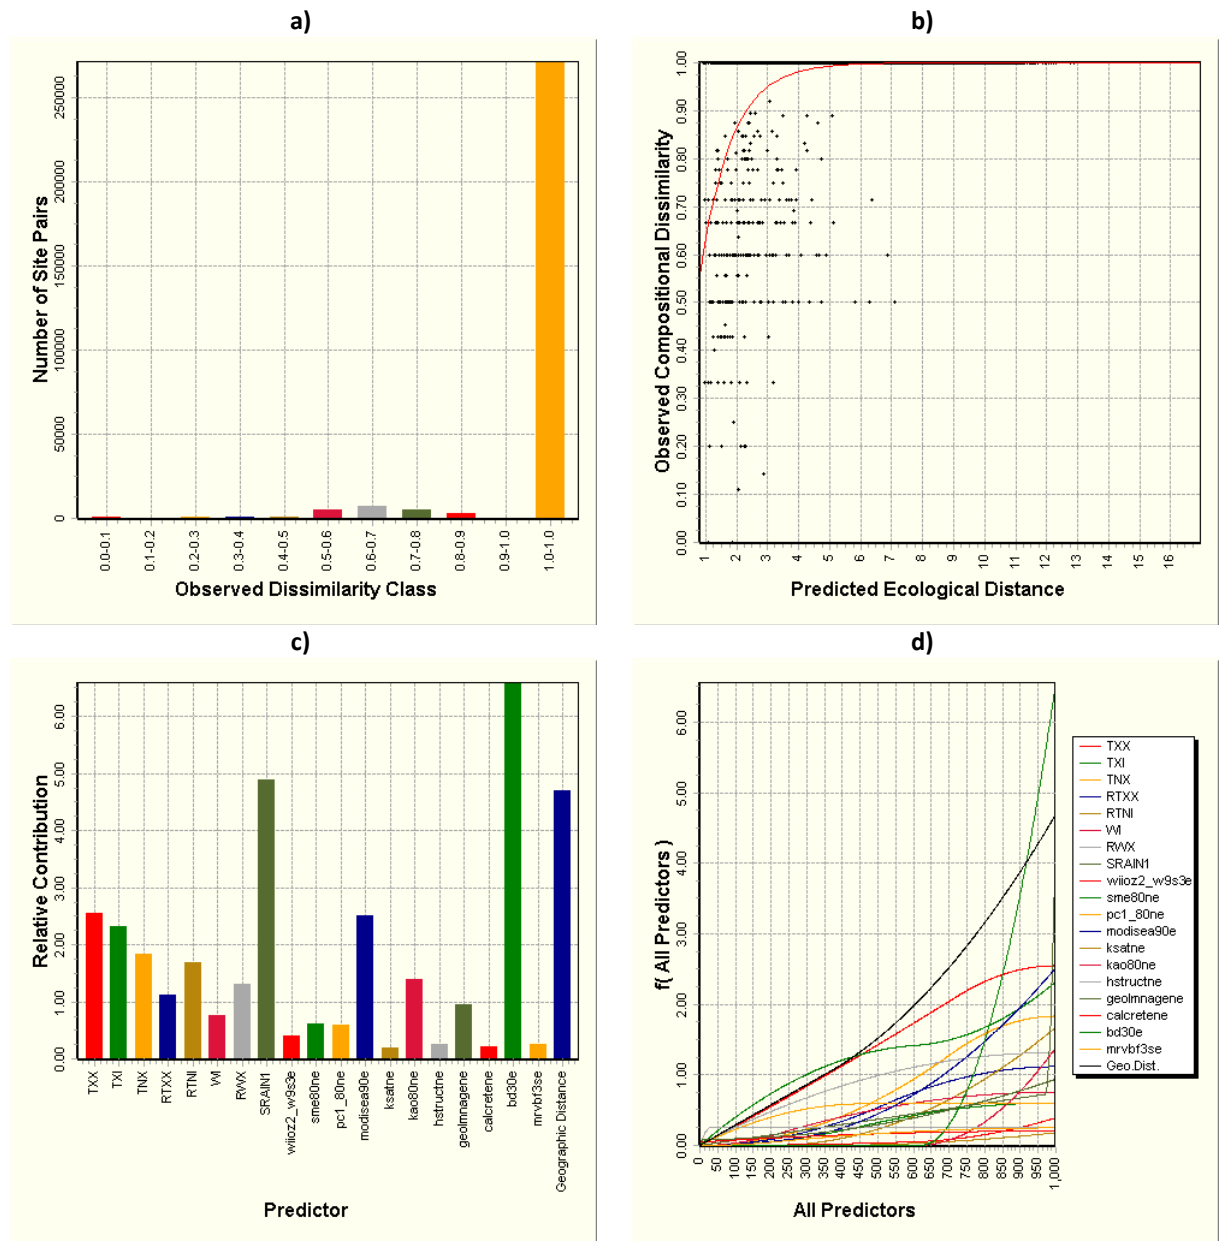 a)
Number of Site Pairs
0
50000
100000
150000
200000
250000
0.0-0.1
0.1-0.2
0.2-0.3
0.3-0.4
0.4-0.5
0.5-0.6
0.6-0.7
0.7-0.8
0.8-0.9
0.9-1.0
1.0-1.0
Observed Dissimilarity Class
b)
Observed Compositional Dissimilarity
0.00
0.10
0.20
0.30
0.40
0.50
0.60
0.70
0.80
0.90
1.00
1
2
3
4
5
6
7
8
9
10
11
12
13
14
15
16
Predicted Ecological Distance
c)
Relative Contribution
0.00
1.00
2.00
3.00
4.00
5.00
6.00
TXX
TXI
TNX
RTXX
RTNI
WI
RWX
SRAIN1
wiioz2_w9s3e
sme80ne
pc1_80ne
modisea90e
ksatne
kao80ne
hstructne
geolmnagene
calcretene
bd30e
mrvbf3se
Geographic Distance
Predictor
d)
f( All Predictors )
0.00
1.00
2.00
3.00
4.00
5.00
6.00
0
50
100
150
200
250
300
350
400
450
500
550
600
650
700
750
800
850
900
950
1,000
All Predictors
TXX
TXI
TNX
RTXX
RTNI
WI
RWX
SRAIN1
wiioz2_w9s3e
sme80ne
pc1_80ne
modisea90e
ksatne
kao80ne
hstructne
geolmnagene
calcretene
bd30e
mrvbf3se
Geo.Dist.